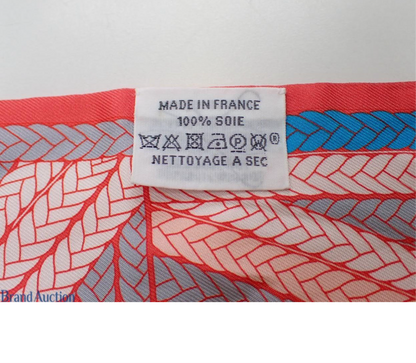 MADE IN FRANCE
100% SOIE
P W®
NETTOYAGE A SEC
Brand Auction